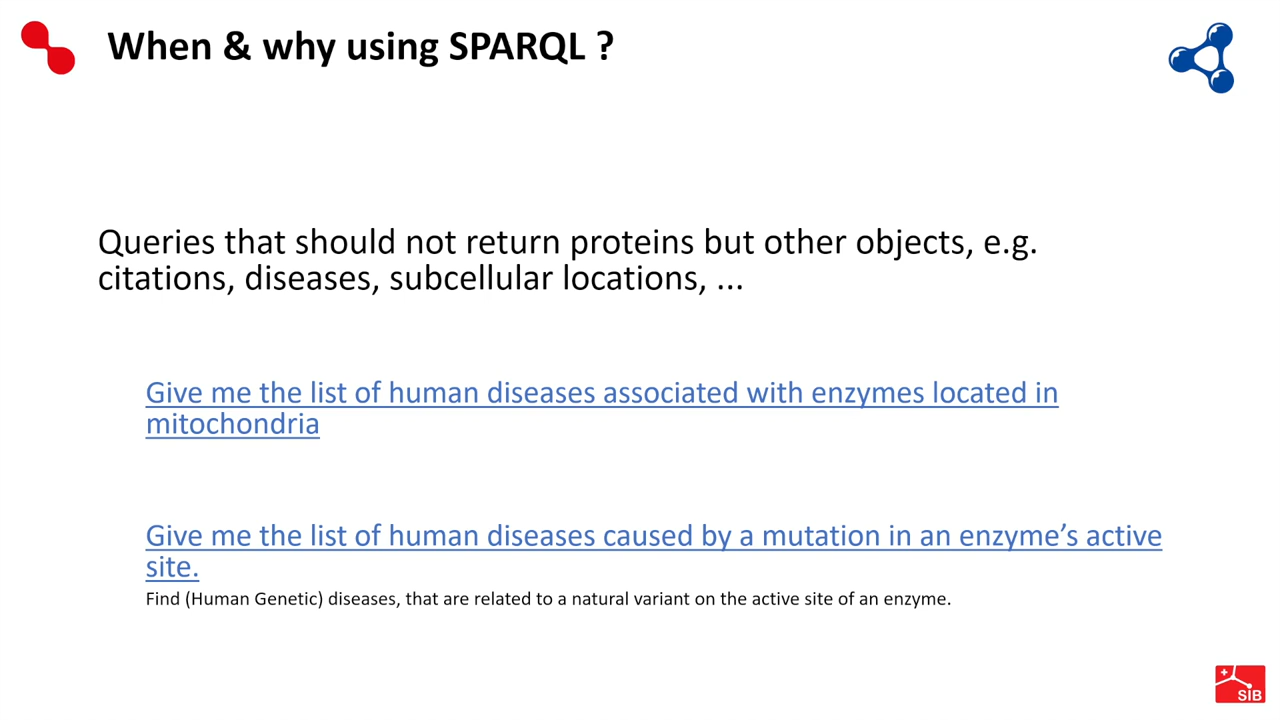 When & why using SPARQL ?
Queries that should not return proteins but other objects, e.g.
citations, diseases, subcellular locations, ...
Give me the list of human diseases associated with enzymes located in
mitochondria
Give me the list of human diseases caused by a mutation in an enzyme’s active
site.
Find (Human Genetic) diseases, that are related to a natural variant on the active site of an enzyme.
SIB